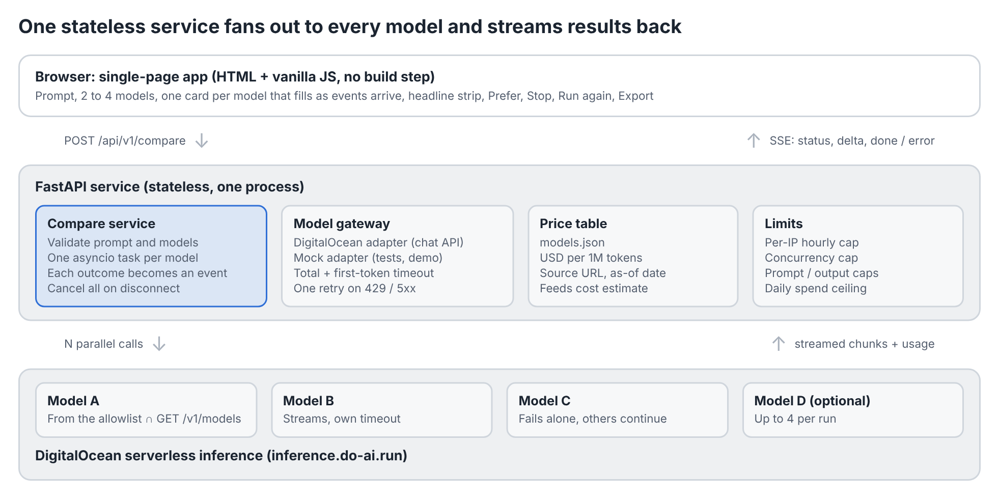 One stateless service fans out to every model and streams results back
Browser: single-page app (HTML + vanilla JS, no build step)
Prompt, 2 to 4 models, one card per model that fills as events arrive, headline strip, Prefer, Stop, Run again, Export
POST /api/v1/compare ↓
↑ SSE: status, delta, done / error
FastAPI service (stateless, one process)
Compare service
Validate prompt and models
One asyncio task per model
Each outcome becomes an event
Cancel all on disconnect
Model gateway
DigitalOcean adapter (chat API)
Mock adapter (tests, demo)
Total + first-token timeout
One retry on 429 / 5xx
Price table
models.json
USD per 1M tokens
Source URL, as-of date
Feeds cost estimate
Limits
Per-IP hourly cap
Concurrency cap
Prompt / output caps
Daily spend ceiling
N parallel calls ↓
↑ streamed chunks + usage
Model A
From the allowlist ∩ GET /v1/models
Model B
Streams, own timeout
Model C
Fails alone, others continue
Model D (optional)
Up to 4 per run
DigitalOcean serverless inference (inference.do-ai.run)